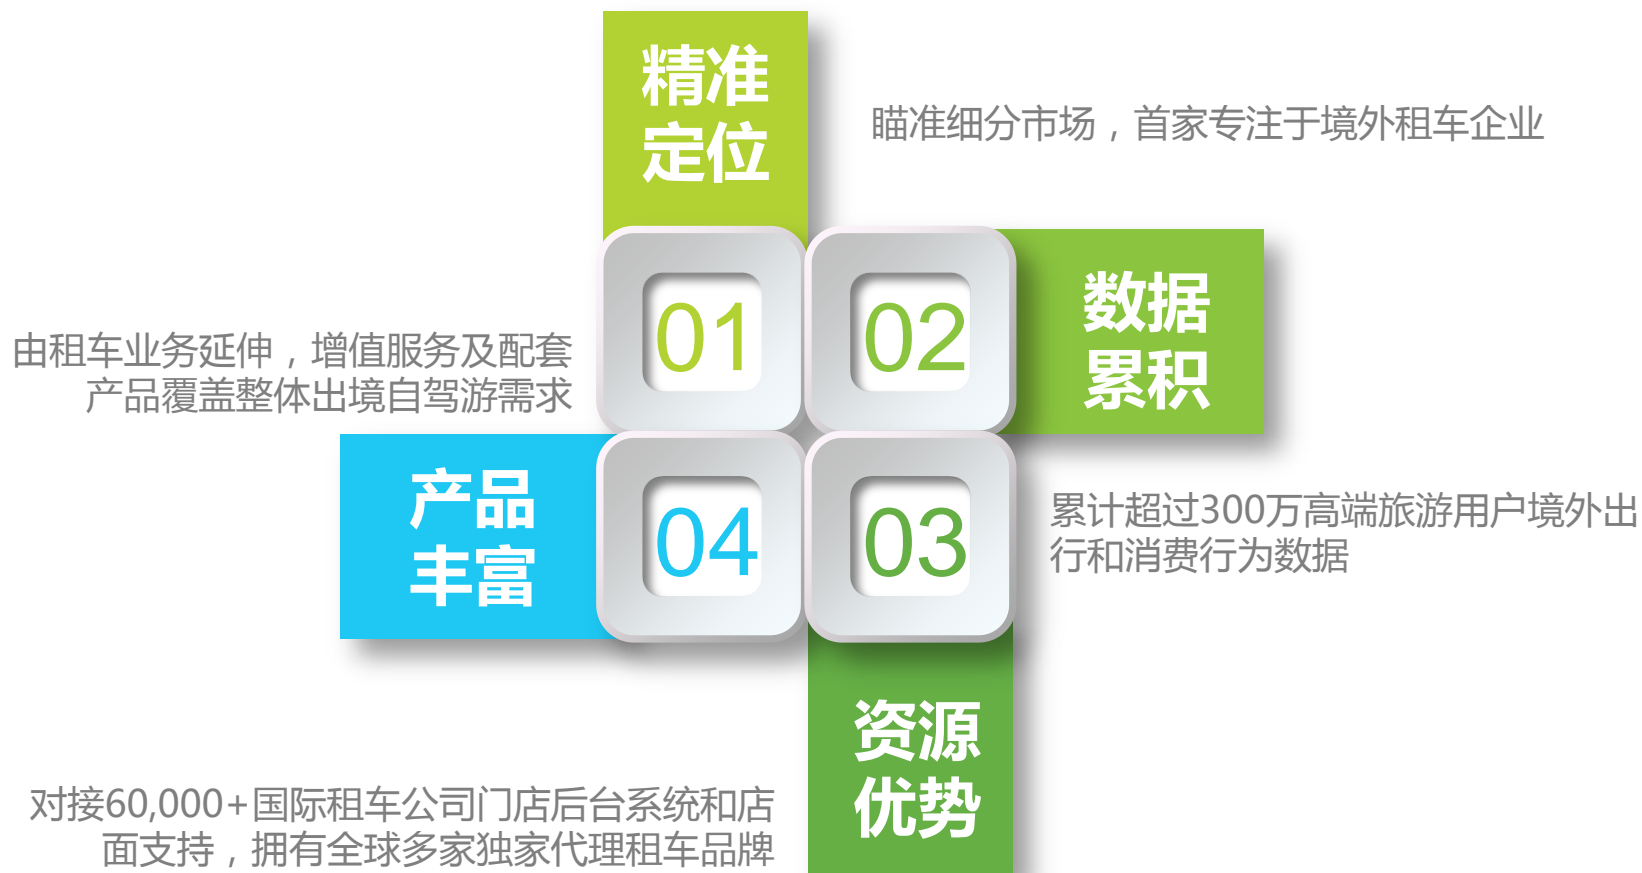 精准
定位
瞄准细分市场，首家专注于境外租车企业
01
02
数据
累积
由租车业务延伸，增值服务及配套
产品覆盖整体出境自驾游需求
产品
丰富
04
03
累计超过300万高端旅游用户境外出
行和消费行为数据
资源
优势
对接60,000+国际租车公司门店后台系统和店
面支持，拥有全球多家独家代理租车品牌